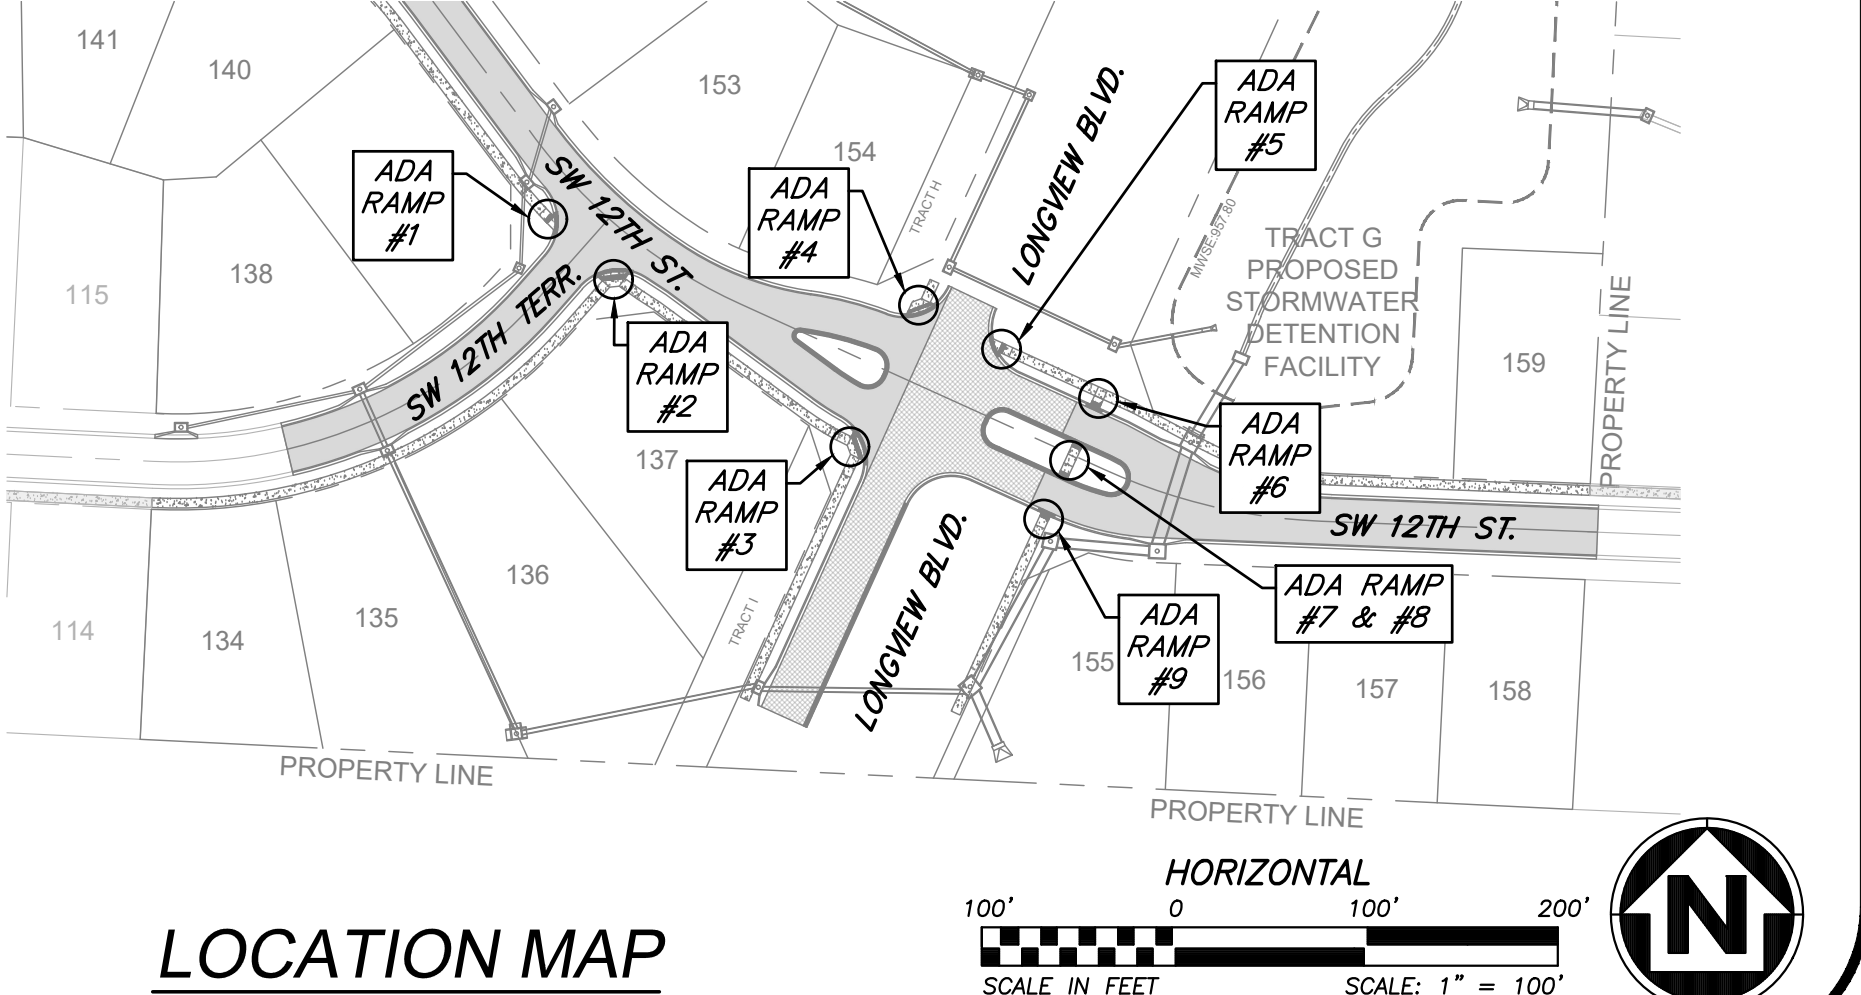 141
140
153
154
138
115
ADA
RAMP
#1
ADA
RAMP
#4
ADA
RAMP
#5
SW 12TH ST.
TRACT H
LONGVIEW BLVD.
MWSE:957.80
TRACT G
PROPOSED
STORMWATER
DETENTION
FACILITY
159
PROPERTY LINE
SW 12TH TERR.
ADA
RAMP
#2
137
ADA
RAMP
#3
ADA
RAMP
#6
SW 12TH ST.
ADA RAMP
#7 & #8
ADA
RAMP
#9
LONGVIEW BLVD.
TRACT I
136
135
134
114
155
156
157
158
PROPERTY LINE
PROPERTY LINE
HORIZONTAL
100' 0 100' 200'
SCALE IN FEET SCALE: 1" = 100'
LOCATION MAP
N